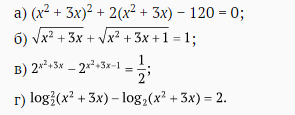 а) (x² + 3x)² + 2(x² + 3x) − 120 = 0;
б) √(x² + 3x) + √(x² + 3x + 1) = 1;
в) 2^(x²+3x) − 2^(x²+3x−1) = 1/2;
г) log₂²(x² + 3x) − log₂(x² + 3x) = 2.